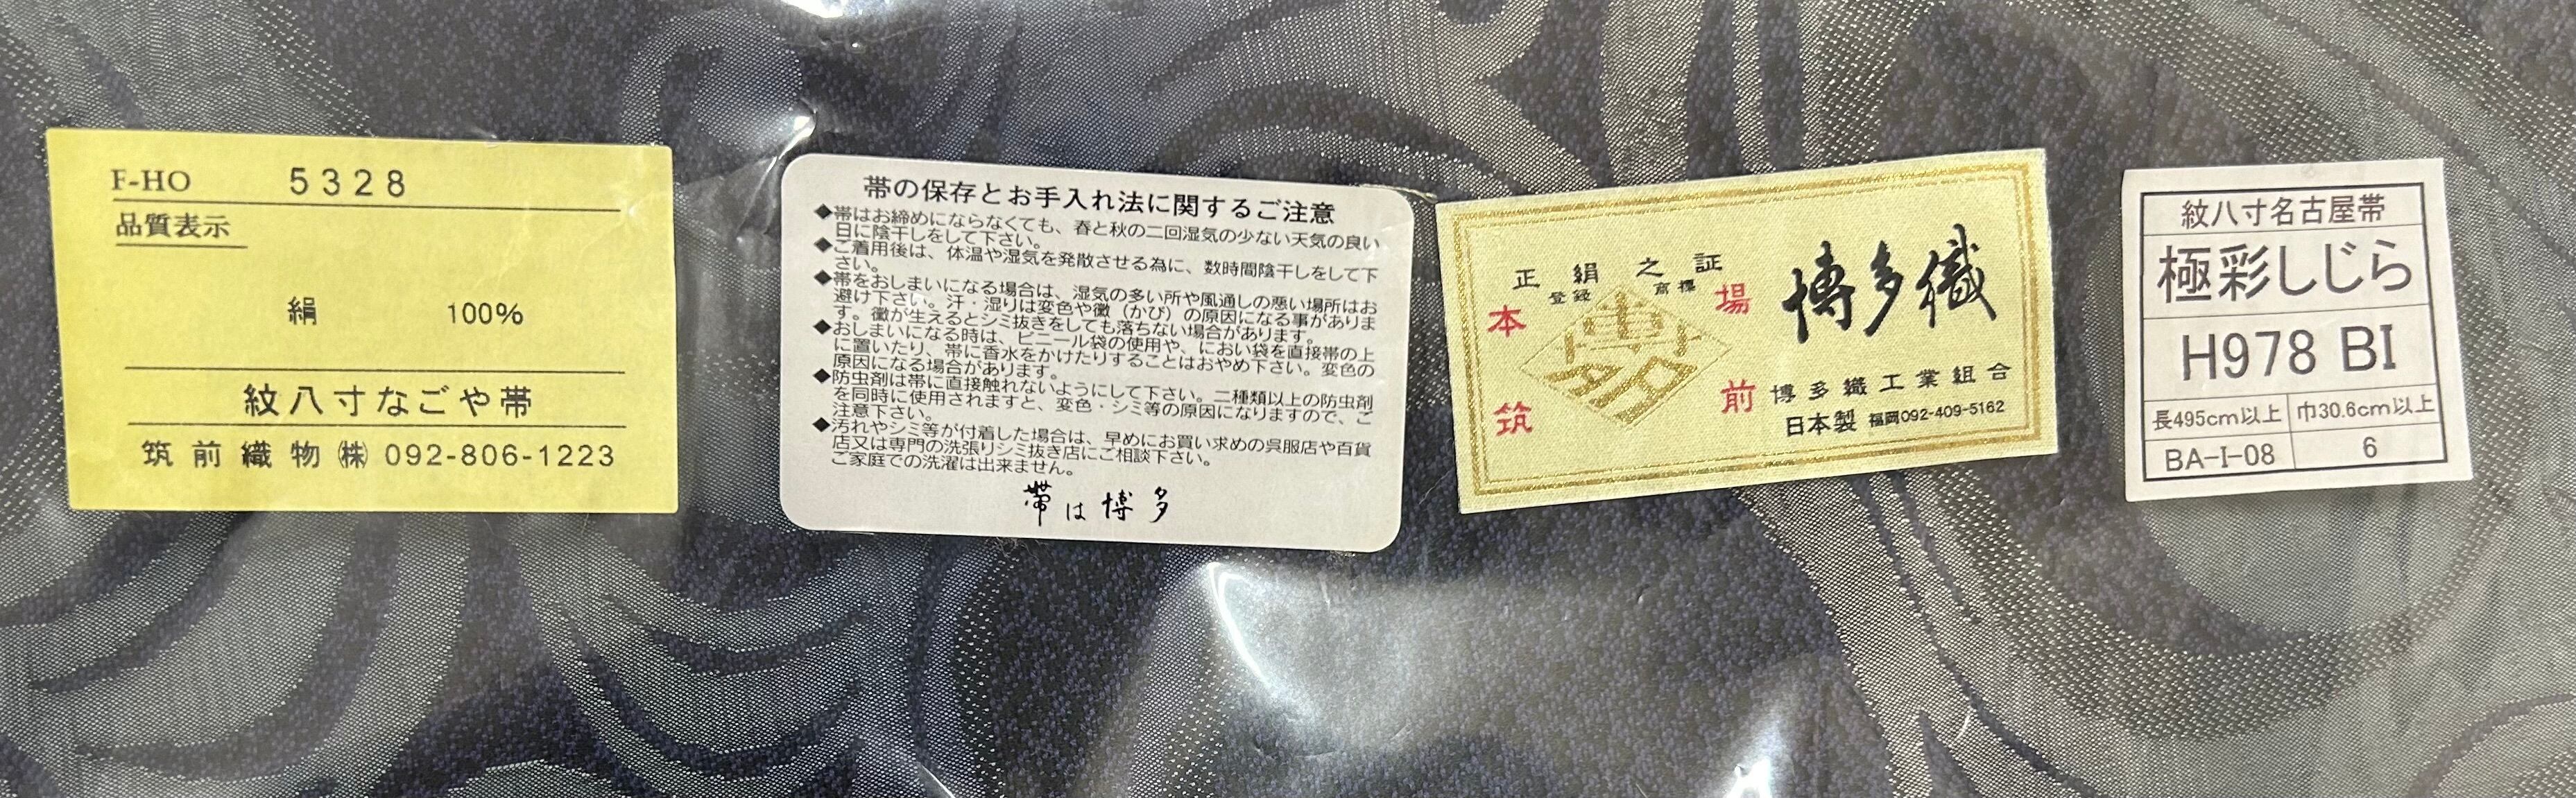 F-HO 5328
品質表示
絹 100%
紋八寸なごや帯
筑前織物㈱ 092-806-1223
帯の保存とお手入れ法に関するご注意
◆帯はお締めにならなくても、春と秋の二回湿気の少ない天気の良い
日に陰干しをして下さい。
◆ご着用後は、体温や湿気を発散させる為に、数時間陰干しをして下
さい。
◆帯をおしまいになる場合は、湿気の多い所や風通しの悪い場所はお
避け下さい。汗・湿りは変色や黴（かび）の原因になる事がありま
す。黴が生えるとシミ抜きをしても落ちない場合があります。
◆おしまいになる時は、ビニール袋の使用や、におい袋を直接帯の上
に置いたり、帯に香水をかけたりすることはおやめ下さい。変色の
原因になる場合があります。
◆防虫剤は帯に直接触れないようにして下さい。二種類以上の防虫剤
を同時に使用されますと、変色・シミ等の原因になりますので、ご
注意下さい。
◆汚れやシミ等が付着した場合は、早めにお買い求めの呉服店や百貨
店又は専門の洗張りシミ抜き店にご相談下さい。
ご家庭での洗濯は出来ません。
帯は博多
正絹之証
登録商標
本場
筑前
博多
博多織
博多織工業組合
日本製 福岡092-409-5162
紋八寸名古屋帯
極彩しじら
H978 BI
長495cm以上 巾30.6cm以上
BA-I-08 6